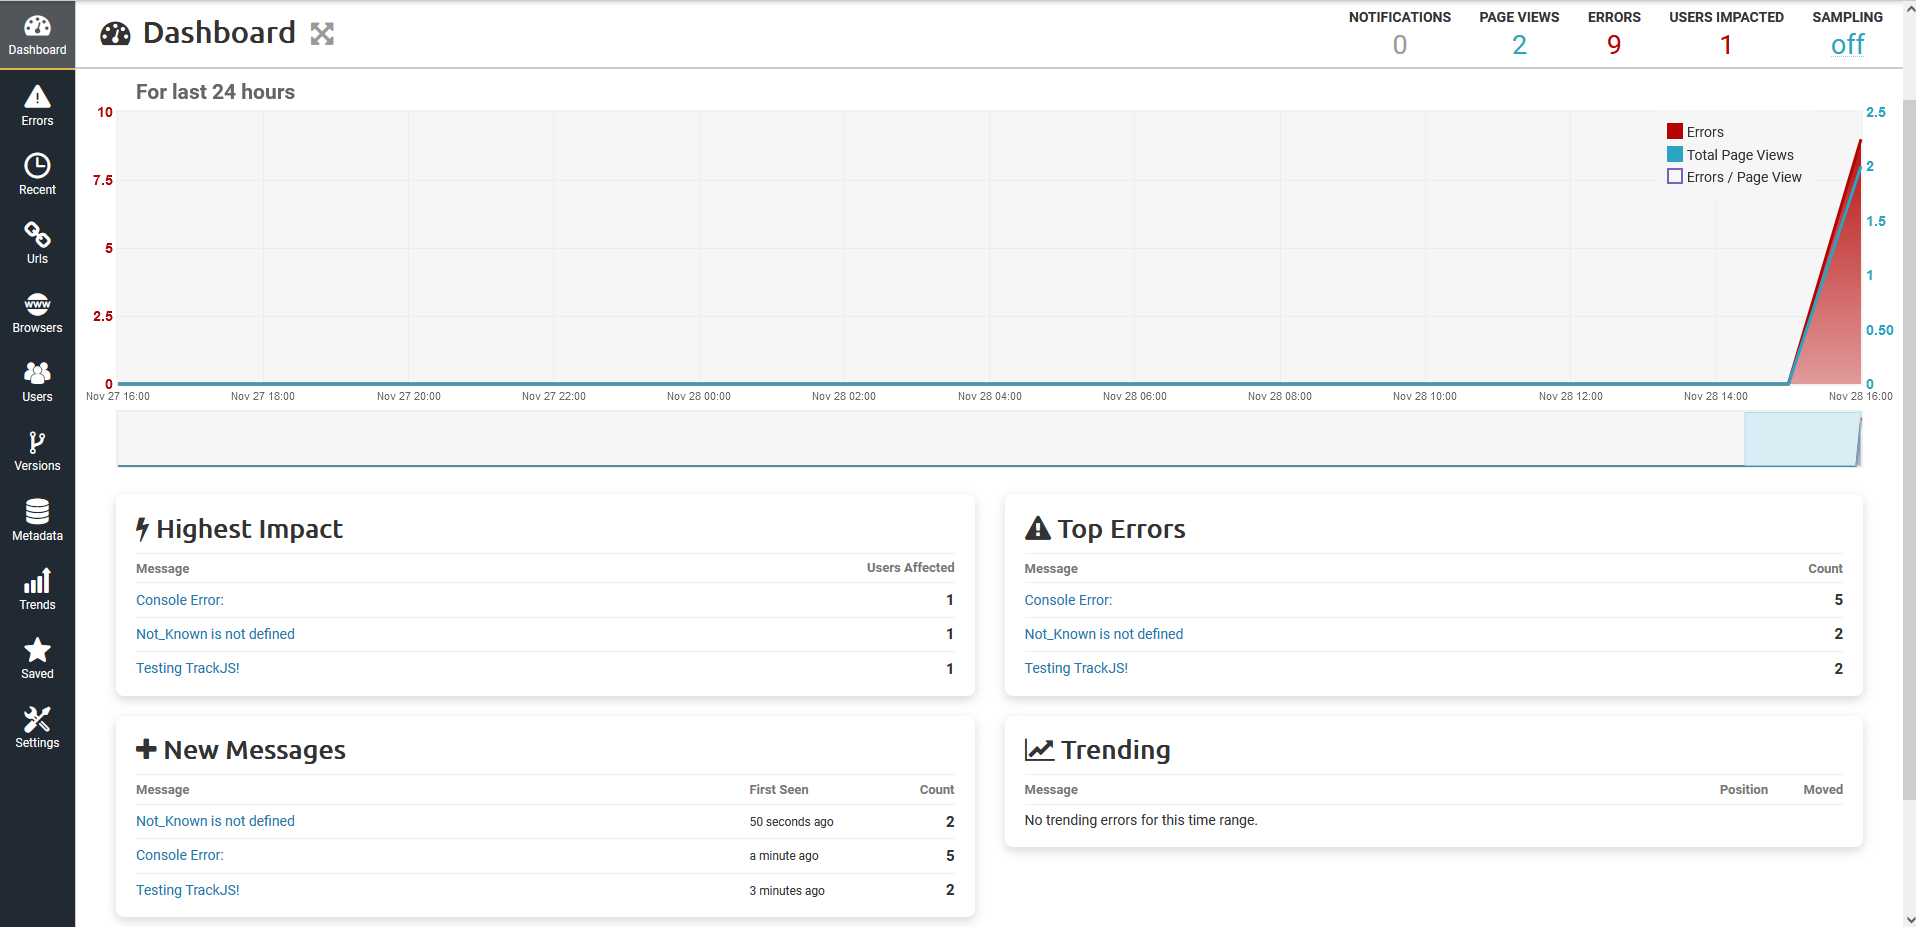 Dashboard
Errors
Recent
Urls
www
Browsers
Users
Versions
Metadata
Trends
Saved
Settings
Dashboard
NOTIFICATIONS PAGE VIEWS ERRORS USERS IMPACTED SAMPLING
0 2 9 1 off
For last 24 hours
10 2.5
Errors
Total Page Views
2
7.5
Errors / Page View
1.5
5
1
2.5
0.50
0 0
Nov 27 16:00 Nov 27 18:00 Nov 27 20:00 Nov 27 22:00 Nov 28 00:00 Nov 28 02:00 Nov 28 04:00 Nov 28 06:00 Nov 28 08:00 Nov 28 10:00 Nov 28 12:00 Nov 28 14:00 Nov 28 16:00
Highest Impact
Message Users Affected
Console Error: 1
Not_Known is not defined 1
Testing TrackJS! 1
Top Errors
Message Count
Console Error: 5
Not_Known is not defined 2
Testing TrackJS! 2
New Messages
Message First Seen Count
Not_Known is not defined 50 seconds ago 2
Console Error: a minute ago 5
Testing TrackJS! 3 minutes ago 2
Trending
Message Position Moved
No trending errors for this time range.